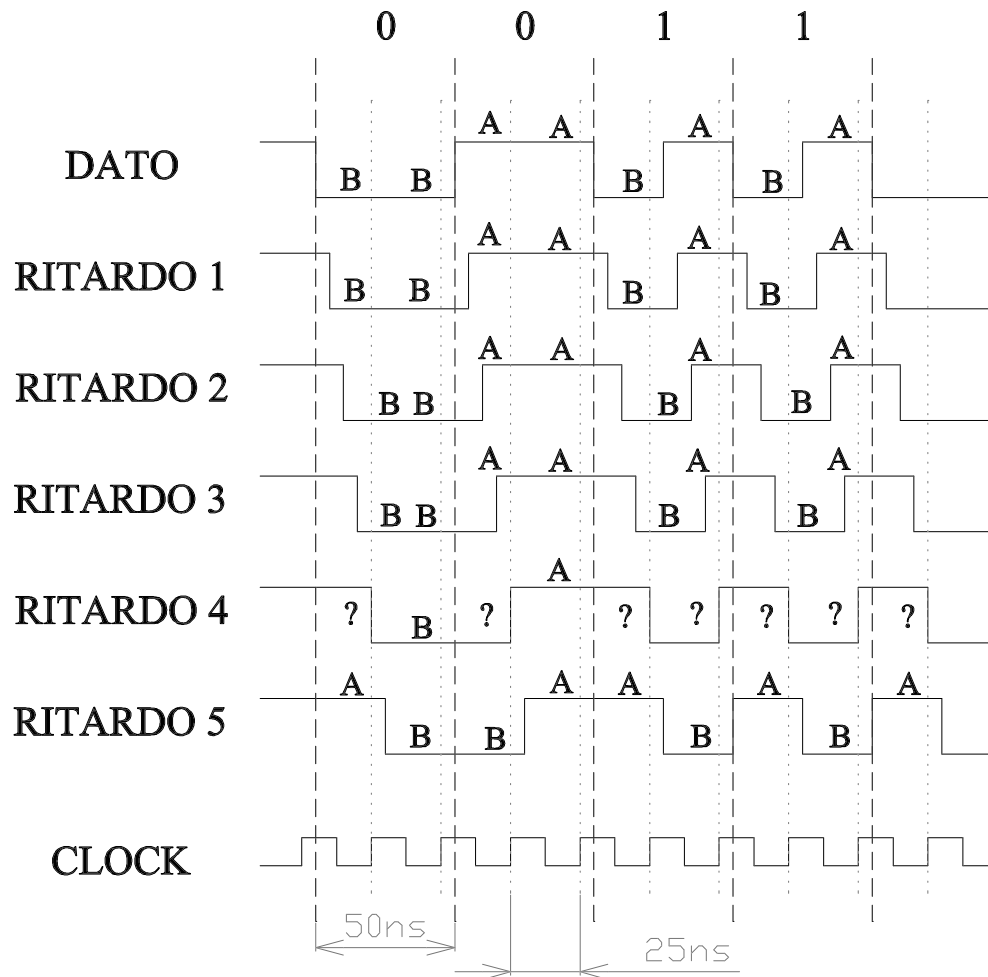 0 0 1 1
A A A A
DATO B B B B
A A A A
RITARDO 1 B B B B
A A A A
RITARDO 2 B B B B
A A A A
RITARDO 3 B B B B
A
RITARDO 4 ? B ? ? ? ? ? ?
A A A A A
RITARDO 5 B B B B
CLOCK
50ns
25ns